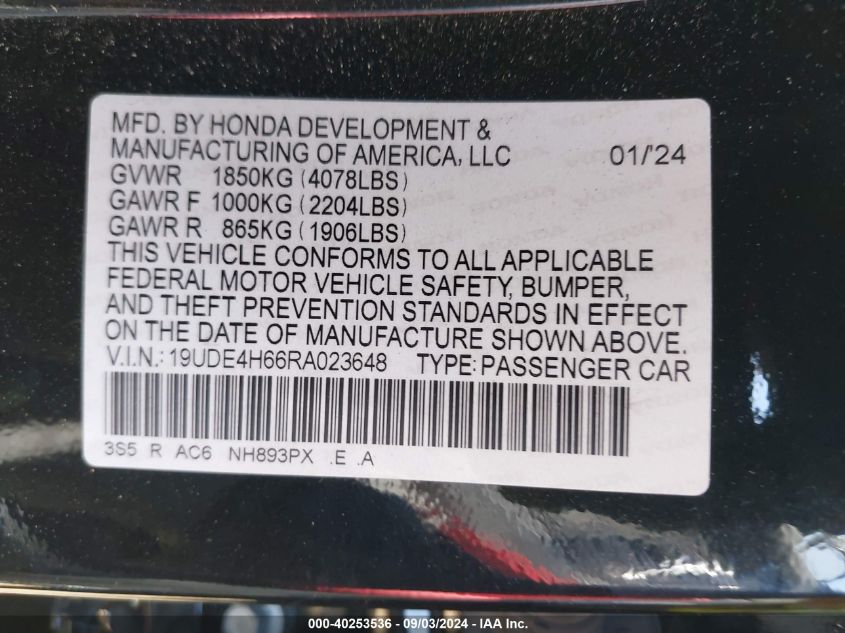 MFD. BY HONDA DEVELOPMENT &
MANUFACTURING OF AMERICA, LLC 01/'24
GVWR 1850KG (4078LBS)
GAWR F 1000KG (2204LBS)
GAWR R 865KG (1906LBS)
THIS VEHICLE CONFORMS TO ALL APPLICABLE
FEDERAL MOTOR VEHICLE SAFETY, BUMPER,
AND THEFT PREVENTION STANDARDS IN EFFECT
ON THE DATE OF MANUFACTURE SHOWN ABOVE.
V.I.N.: 19UDE4H66RA023648 TYPE: PASSENGER CAR
3S5 R AC6 NH893PX .E .A
000-40253536 - 09/03/2024 - IAA Inc.